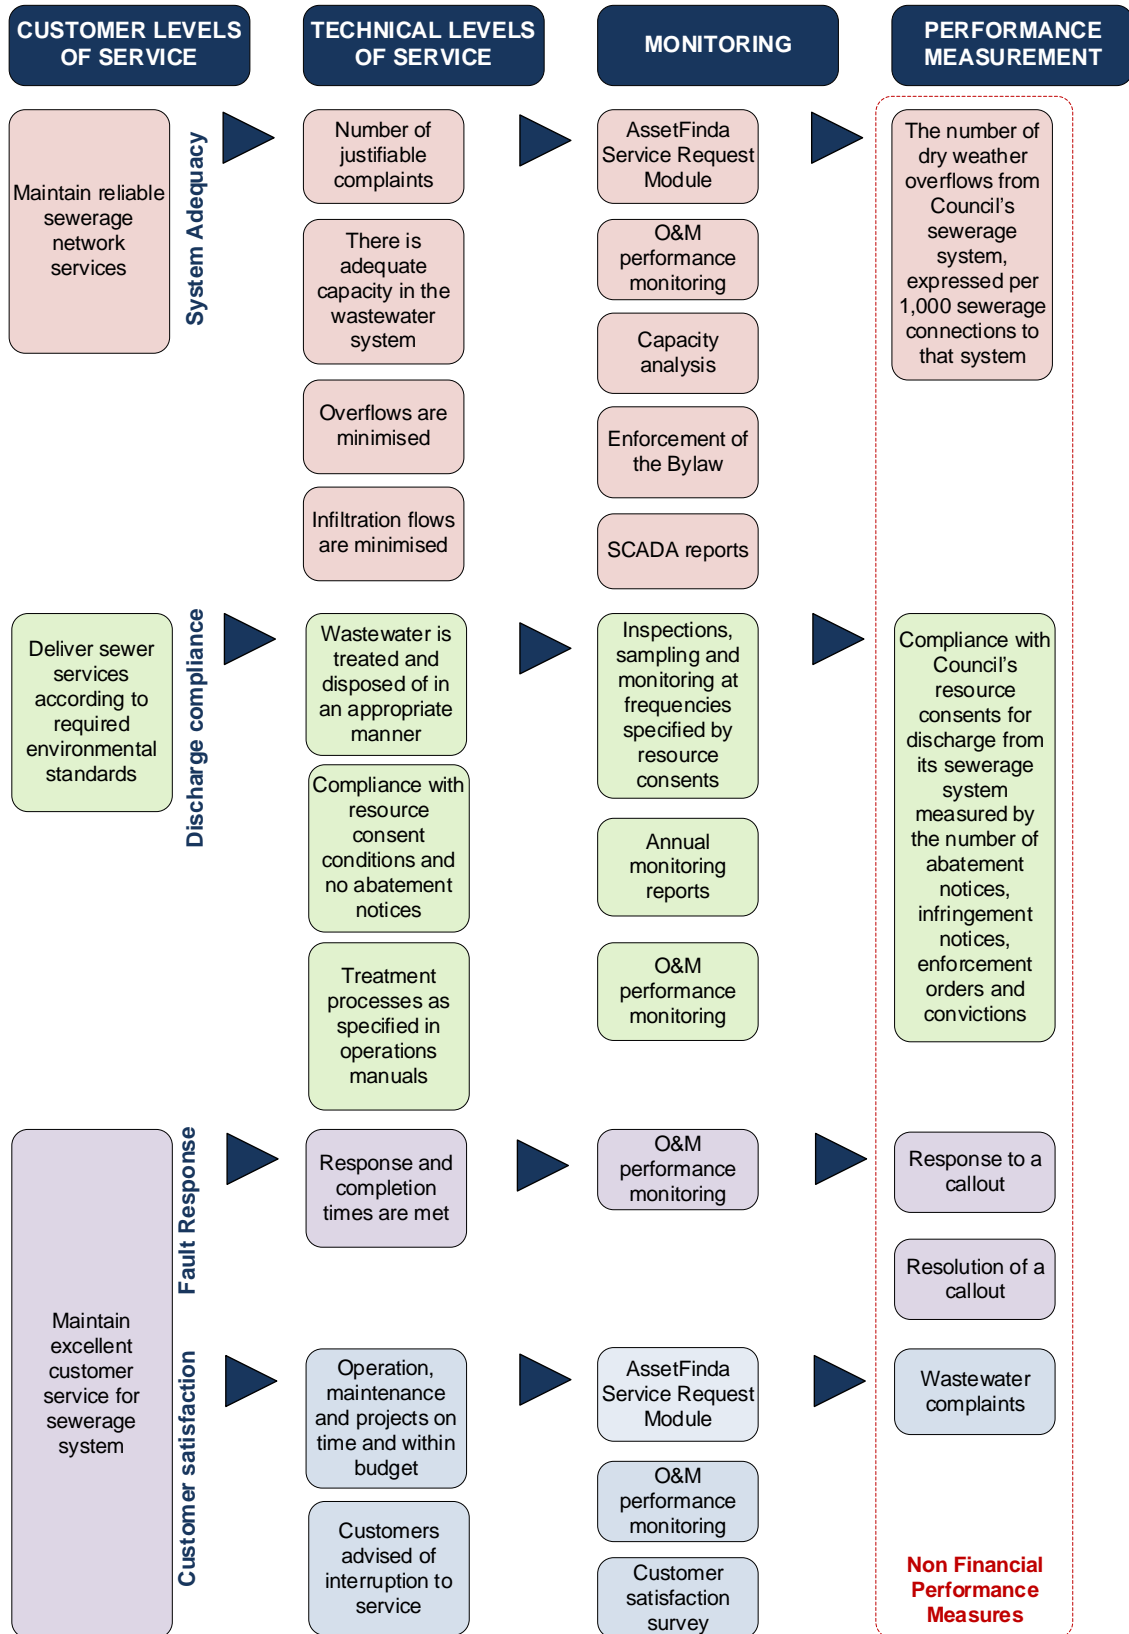 CUSTOMER LEVELS
OF SERVICE
TECHNICAL LEVELS
OF SERVICE
MONITORING
PERFORMANCE
MEASUREMENT
Maintain reliable
sewerage
network
services
System Adequacy
Number of
justifiable
complaints
There is
adequate
capacity in the
wastewater
system
Overflows are
minimised
Infiltration flows
are minimised
AssetFinda
Service Request
Module
O&M
performance
monitoring
Capacity
analysis
Enforcement of
the Bylaw
SCADA reports
The number of
dry weather
overflows from
Council's
sewerage
system,
expressed per
1,000 sewerage
connections to
that system
Deliver sewer
services
according to
required
environmental
standards
Discharge compliance
Wastewater is
treated and
disposed of in
an appropriate
manner
Compliance with
resource
consent
conditions and
no abatement
notices
Treatment
processes as
specified in
operations
manuals
Inspections,
sampling and
monitoring at
frequencies
specified by
resource
consents
Annual
monitoring
reports
O&M
performance
monitoring
Compliance with
Council's
resource
consents for
discharge from
its sewerage
system
measured by
the number of
abatement
notices,
infringement
notices,
enforcement
orders and
convictions
Maintain
excellent
customer
service for
sewerage
system
Fault Response
Response and
completion
times are met
O&M
performance
monitoring
Response to a
callout
Resolution of a
callout
Customer satisfaction
Operation,
maintenance
and projects on
time and within
budget
Customers
advised of
interruption to
service
AssetFinda
Service Request
Module
O&M
performance
monitoring
Customer
satisfaction
survey
Wastewater
complaints
Non Financial
Performance
Measures